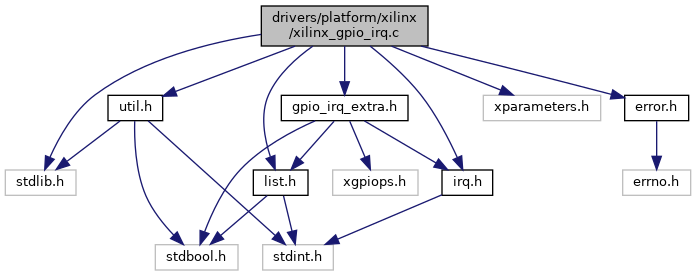 drivers/platform/xilinx
/xilinx_gpio_irq.c
util.h
gpio_irq_extra.h
xparameters.h
error.h
stdlib.h
list.h
xgpiops.h
irq.h
errno.h
stdbool.h
stdint.h